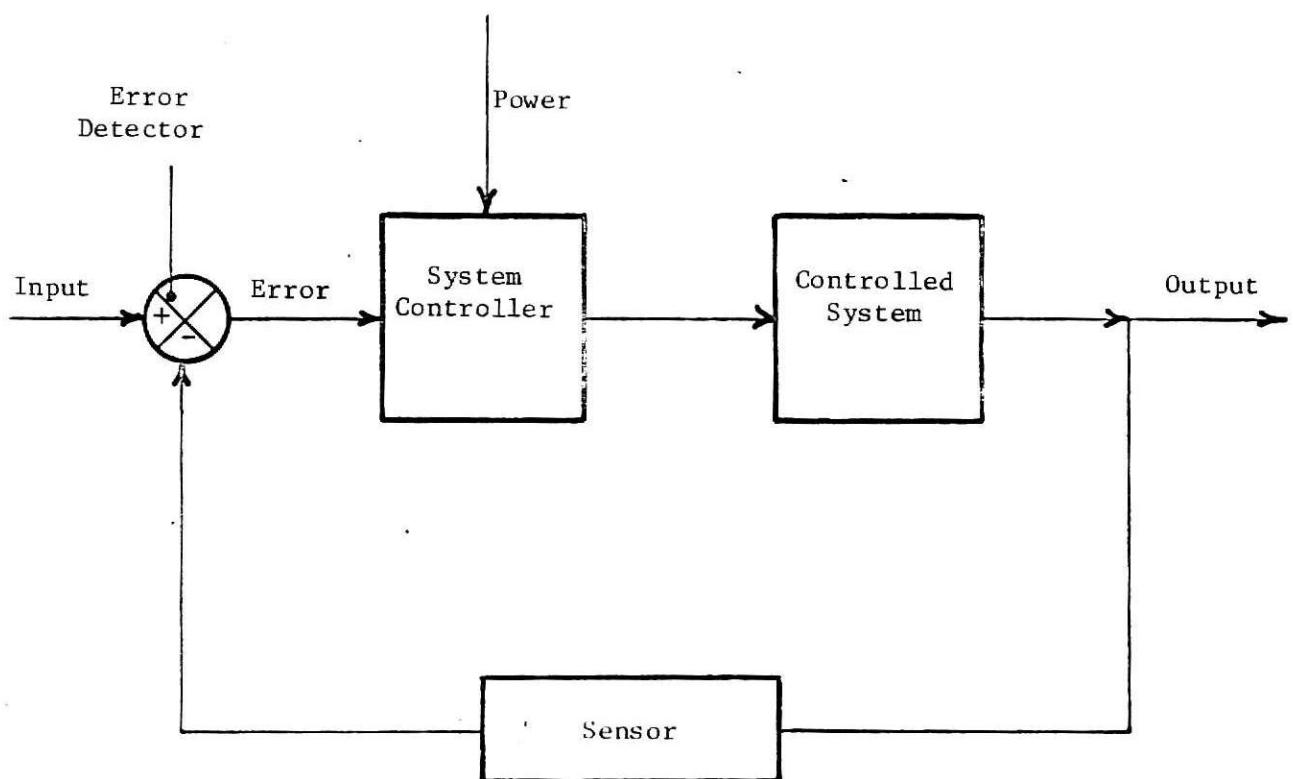 Error
Detector
Power
Input
+
-
Error
System
Controller
Controlled
System
Output
Sensor